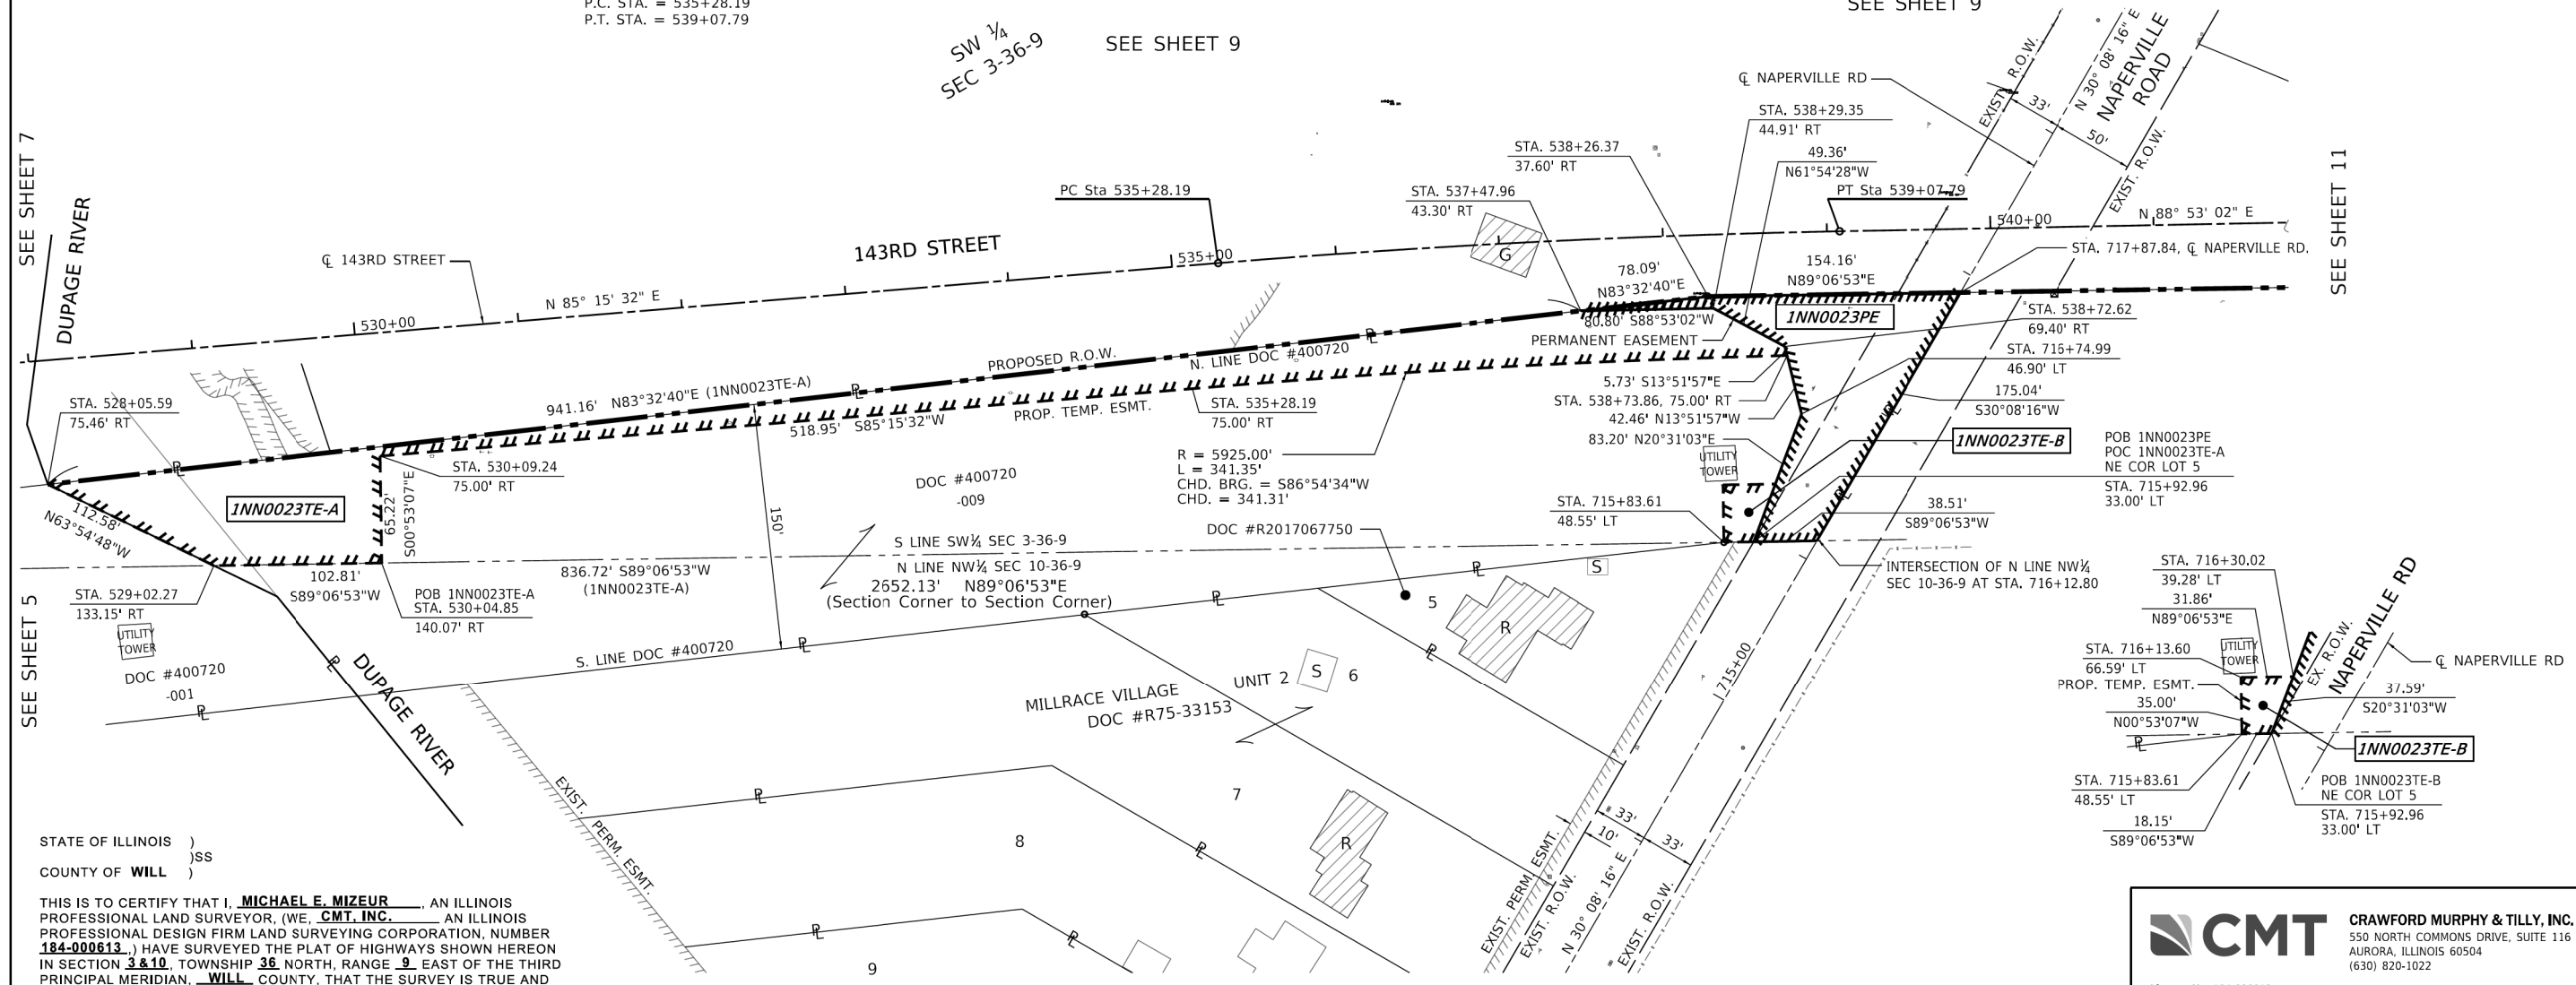 P.C. STA. = 535+28.19
P.T. STA. = 539+07.79
SW ¼
SEC 3-36-9
SEE SHEET 9
SEE SHEET 9
SEE SHEET 7
DUPAGE RIVER
℄ 143RD STREET
N 85° 15' 32" E
530+00
143RD STREET
PC Sta 535+28.19
535+00
STA. 537+47.96
43.30' RT
STA. 538+26.37
37.60' RT
STA. 538+29.35
44.91' RT
49.36'
N61°54'28"W
℄ NAPERVILLE RD
PT Sta 539+07.79
540+00
N 88° 53' 02" E
EXIST. R.O.W.
33'
N 30° 08' 16" E
NAPERVILLE
ROAD
50'
EXIST. R.O.W.
SEE SHEET 11
STA. 717+87.84, ℄ NAPERVILLE RD.
G
78.09'
N83°32'40"E
154.16'
N89°06'53"E
1NN0023PE
80.80' S88°53'02"W
PERMANENT EASEMENT
STA. 538+72.62
69.40' RT
STA. 716+74.99
46.90' LT
175.04'
S30°08'16"W
5.73' S13°51'57"E
STA. 538+73.86, 75.00' RT
42.46' N13°51'57"W
83.20' N20°31'03"E
1NN0023TE-B
POB 1NN0023PE
POC 1NN0023TE-A
NE COR LOT 5
STA. 715+92.96
33.00' LT
PROPOSED R.O.W.
N. LINE DOC #400720
941.16' N83°32'40"E (1NN0023TE-A)
518.95' S85°15'32"W
PROP. TEMP. ESMT.
STA. 535+28.19
75.00' RT
STA. 528+05.59
75.46' RT
STA. 530+09.24
75.00' RT
1NN0023TE-A
65.22'
S00°53'07"E
112.58'
N63°54'48"W
DOC #400720
-009
150'
R = 5925.00'
L = 341.35'
CHD. BRG. = S86°54'34"W
CHD. = 341.31'
UTILITY
TOWER
STA. 715+83.61
48.55' LT
38.51'
S89°06'53"W
DOC #R2017067750
S LINE SW¼ SEC 3-36-9
N LINE NW¼ SEC 10-36-9
2652.13' N89°06'53"E
(Section Corner to Section Corner)
836.72' S89°06'53"W
(1NN0023TE-A)
102.81'
S89°06'53"W
POB 1NN0023TE-A
STA. 530+04.85
140.07' RT
STA. 529+02.27
133.15' RT
SEE SHEET 5
UTILITY
TOWER
DOC #400720
-001
S. LINE DOC #400720
DUPAGE RIVER
INTERSECTION OF N LINE NW¼
SEC 10-36-9 AT STA. 716+12.80
S
5
R
MILLRACE VILLAGE UNIT 2
DOC #R75-33153
S
6
7
8
9
R
715+00
EXIST. PERM. ESMT.
EXIST. PERM. ESMT.
EXIST. R.O.W.
N 30° 08' 16" E
EXIST. R.O.W.
33'
10'
33'
STA. 716+30.02
39.28' LT
31.86'
N89°06'53"E
STA. 716+13.60
66.59' LT
PROP. TEMP. ESMT.
35.00'
N00°53'07"W
UTILITY
TOWER
EX. R.O.W.
NAPERVILLE RD
℄ NAPERVILLE RD
37.59'
S20°31'03"W
1NN0023TE-B
STA. 715+83.61
48.55' LT
18.15'
S89°06'53"W
POB 1NN0023TE-B
NE COR LOT 5
STA. 715+92.96
33.00' LT
STATE OF ILLINOIS )
)SS
COUNTY OF WILL )
THIS IS TO CERTIFY THAT I, MICHAEL E. MIZEUR, AN ILLINOIS
PROFESSIONAL LAND SURVEYOR, (WE, CMT, INC. AN ILLINOIS
PROFESSIONAL DESIGN FIRM LAND SURVEYING CORPORATION, NUMBER
184-000613,) HAVE SURVEYED THE PLAT OF HIGHWAYS SHOWN HEREON
IN SECTION 3&10, TOWNSHIP 36 NORTH, RANGE 9 EAST OF THE THIRD
PRINCIPAL MERIDIAN, WILL COUNTY, THAT THE SURVEY IS TRUE AND
CMT
CRAWFORD MURPHY & TILLY, INC.
550 NORTH COMMONS DRIVE, SUITE 116
AURORA, ILLINOIS 60504
(630) 820-1022